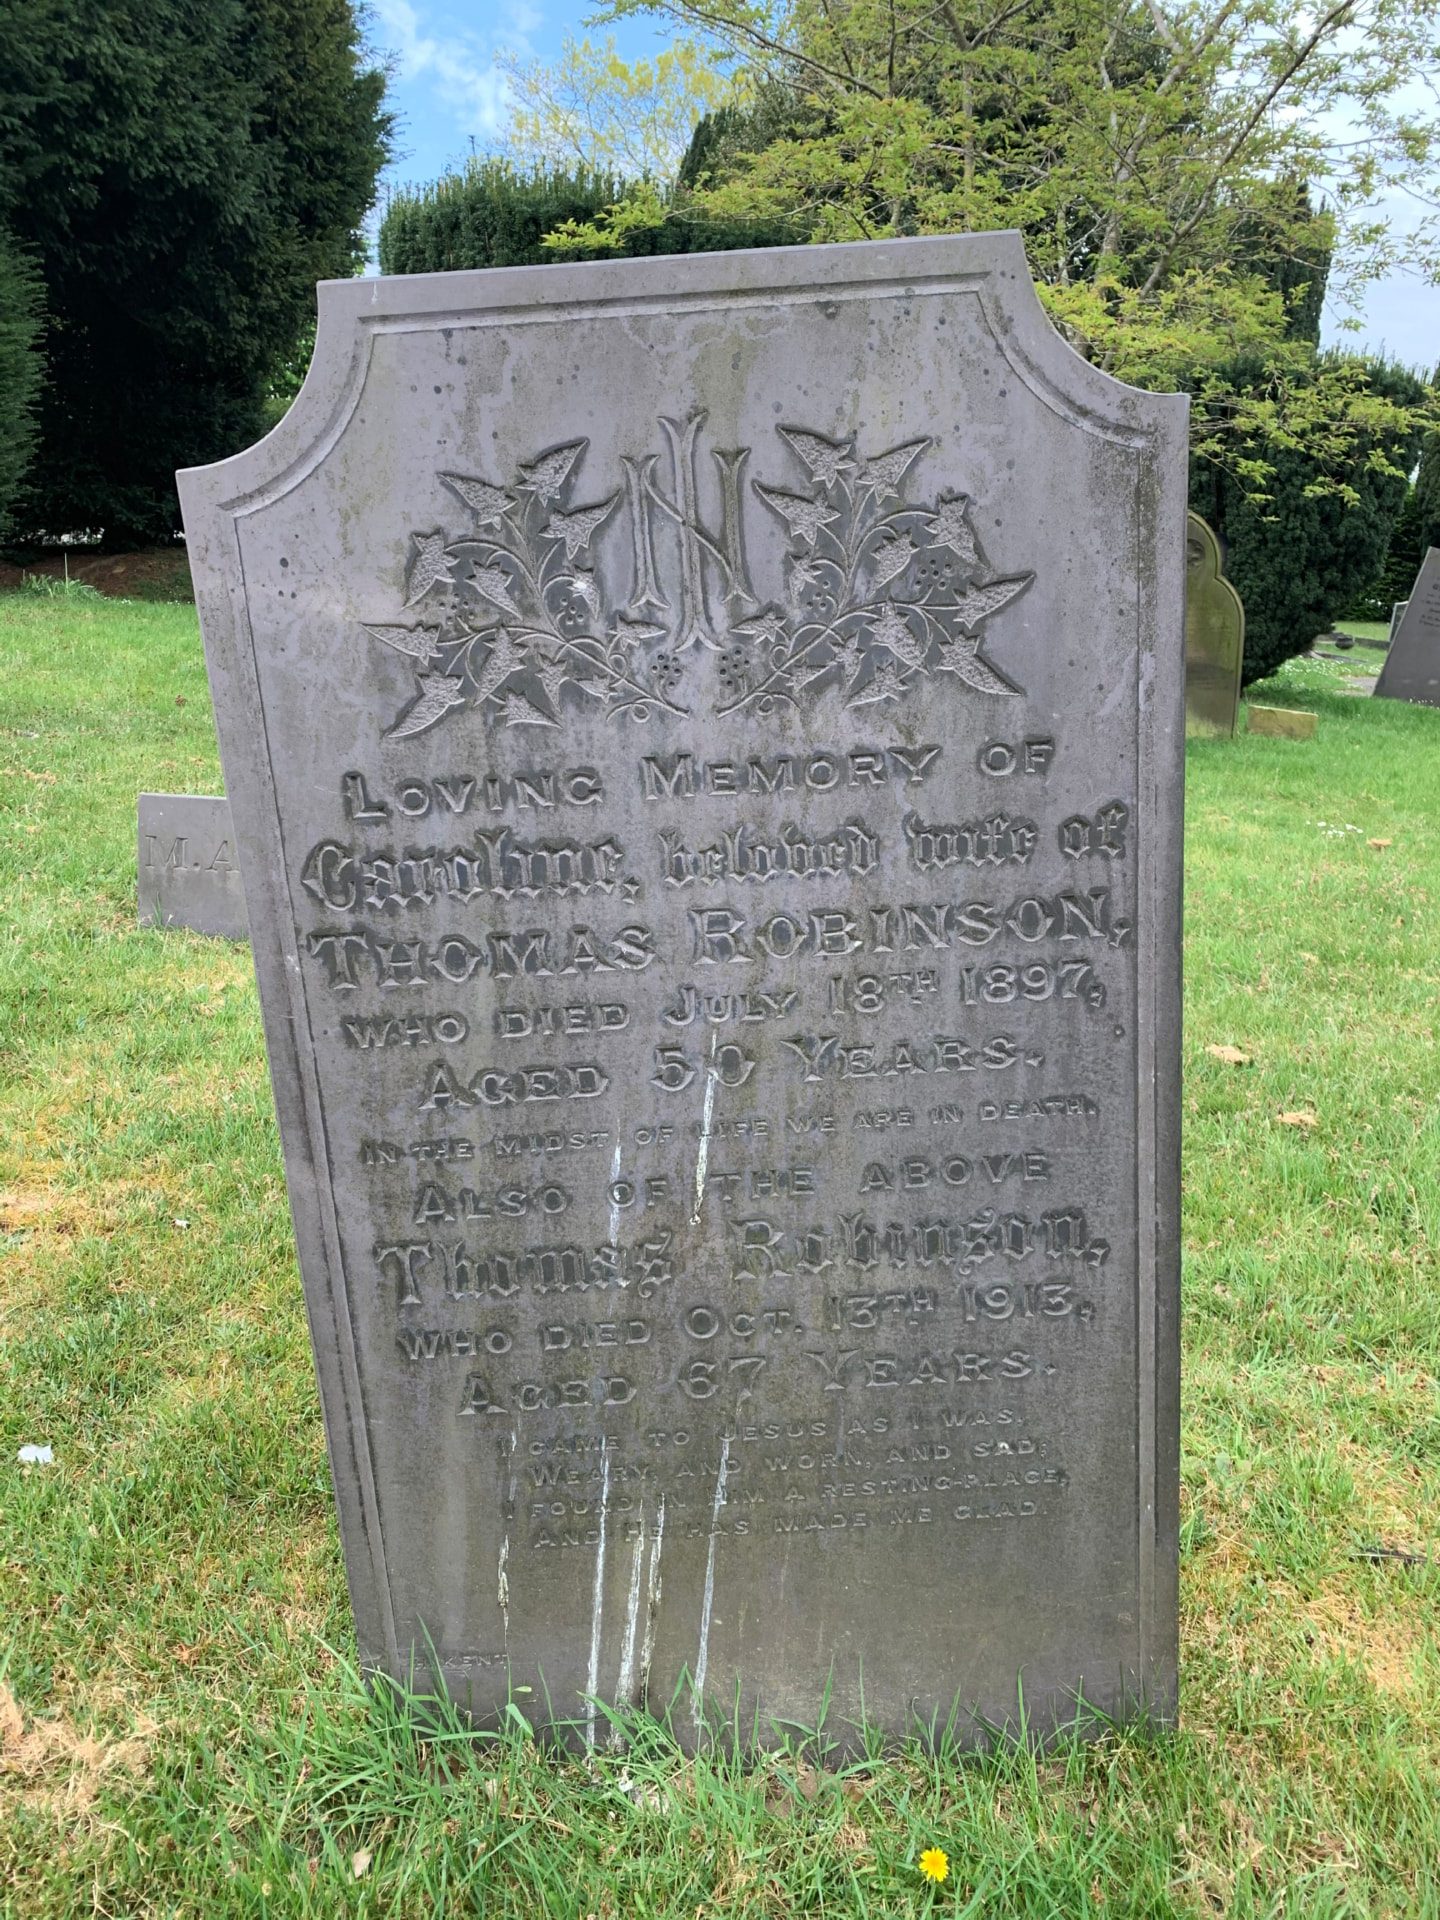 IN
LOVING MEMORY OF
Caroline, beloved wife of
THOMAS ROBINSON,
WHO DIED JULY 18TH 1897,
AGED 50 YEARS.
IN THE MIDST OF LIFE WE ARE IN DEATH.
ALSO OF THE ABOVE
Thomas Robinson,
WHO DIED OCT. 13TH 1913,
AGED 67 YEARS.
I CAME TO JESUS AS I WAS,
WEARY, AND WORN, AND SAD;
I FOUND IN HIM A RESTING-PLACE,
AND HE HAS MADE ME GLAD.
KENT
M.A